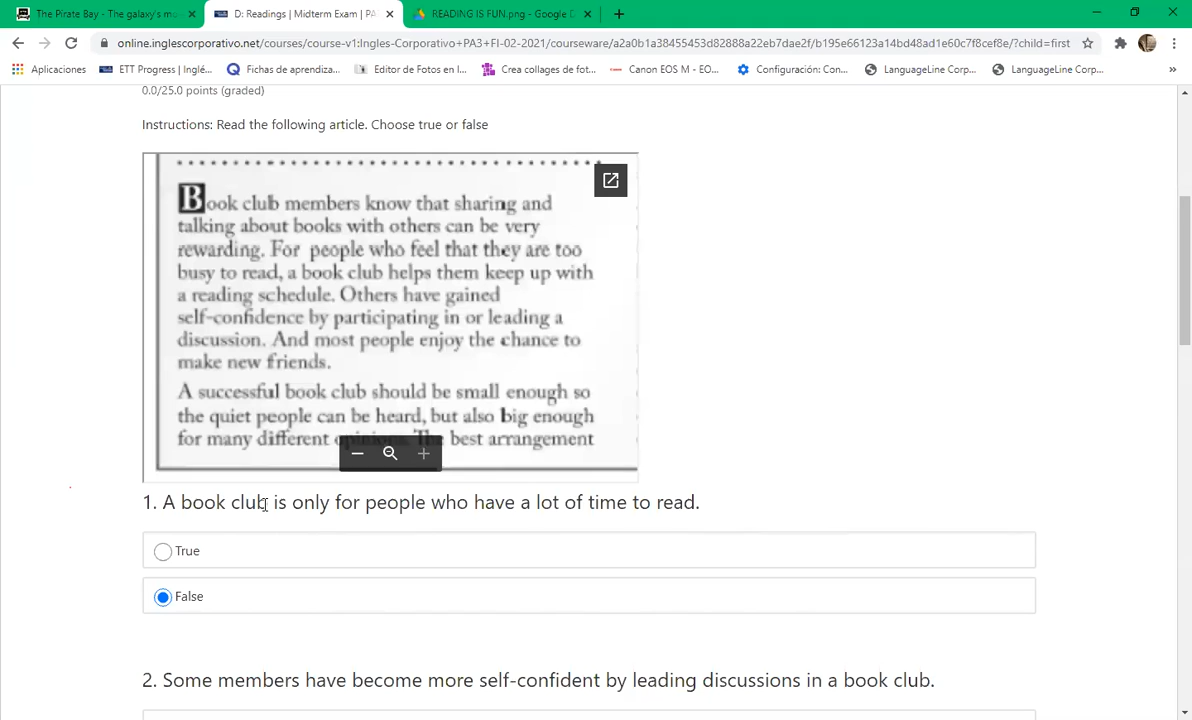 The Pirate Bay - The galaxy's mo
D: Readings | Midterm Exam | PA
READING IS FUN.png - Google D
online.inglescorporativo.net/courses/course-v1:Ingles-Corporativo+PA3+FI-02-2021/courseware/a2a0b1a38455453d82888a22eb7dae2f/b195e66123a14bd48ad1e60c7f8cef8e/?child=first
Aplicaciones
ETT Progress | Inglé...
Fichas de aprendiza...
Editor de Fotos en l...
Crea collages de fot...
Canon EOS M - EO...
Configuración: Con...
LanguageLine Corp...
LanguageLine Corp...
»
0.0/25.0 points (graded)
Instructions: Read the following article. Choose true or false
Book club members know that sharing and
talking about books with others can be very
rewarding. For people who feel that they are too
busy to read, a book club helps them keep up with
a reading schedule. Others have gained
self-confidence by participating in or leading a
discussion. And most people enjoy the chance to
make new friends.
A successful book club should be small enough so
the quiet people can be heard, but also big enough
for many different opinions. The best arrangement
1. A book club is only for people who have a lot of time to read.
True
False
2. Some members have become more self-confident by leading discussions in a book club.